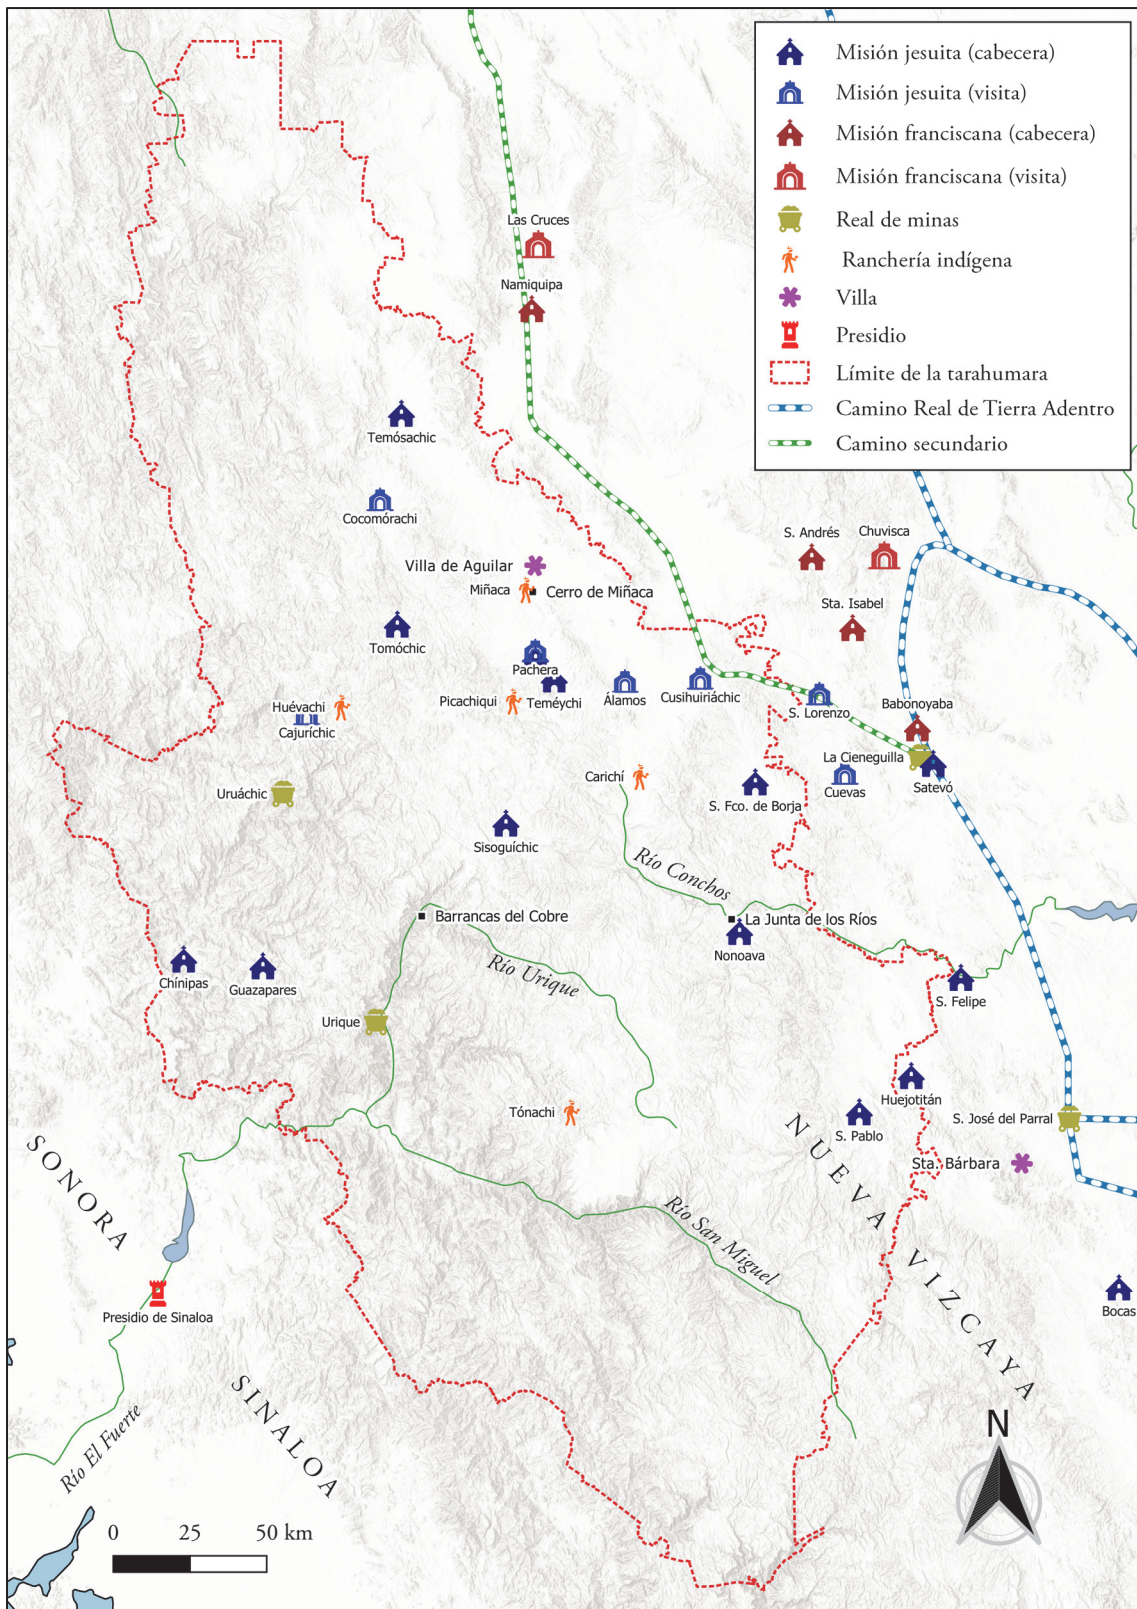 Misión jesuita (cabecera)
Misión jesuita (visita)
Misión franciscana (cabecera)
Misión franciscana (visita)
Real de minas
Ranchería indígena
Villa
Presidio
Límite de la tarahumara
Camino Real de Tierra Adentro
Camino secundario
Las Cruces
Namiquipa
Temósachic
Cocomórachi
S. Andrés
Chuvisca
Villa de Aguilar
Miñaca
Cerro de Miñaca
Sta. Isabel
Tomóchic
Pachera
Huévachi
Cajuríchic
Picachiqui
Teméychi
Álamos
Cusihuiriáchic
S. Lorenzo
Babonoyaba
La Cieneguilla
Satevó
Cuevas
Carichí
S. Fco. de Borja
Uruáchic
Sisoguíchic
Río Conchos
Barrancas del Cobre
La Junta de los Ríos
Nonoava
Río Urique
Chínipas
Guazapares
S. Felipe
Urique
Huejotitán
Tónachi
S. Pablo
S. José del Parral
Sta. Bárbara
NUEVA VIZCAYA
SONORA
Río San Miguel
Presidio de Sinaloa
Bocas
SINALOA
Río El Fuerte
N
0 25 50 km